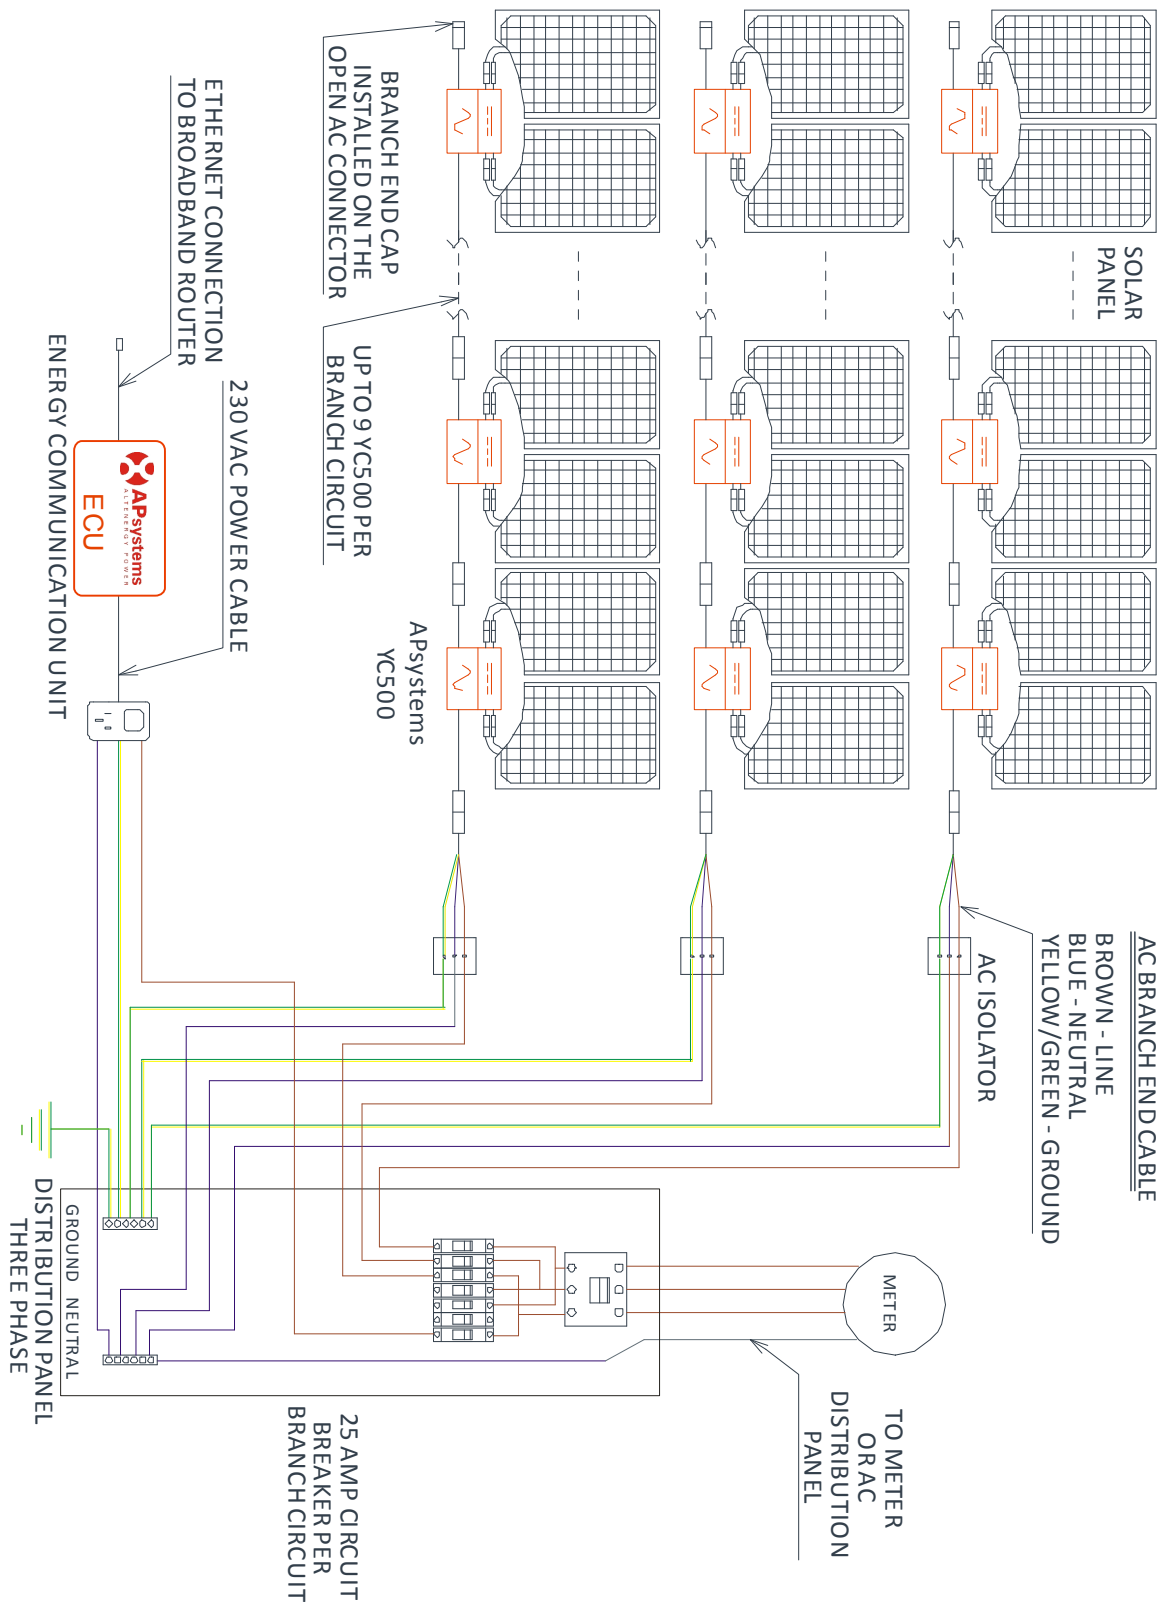 SOLAR
PANEL
AC BRANCH END CABLE
BROWN - LINE
BLUE - NEUTRAL
YELLOW/GREEN - GROUND
AC ISOLATOR
METER
TO METER
OR AC
DISTRIBUTION
PANEL
BRANCH END CAP
INSTALLED ON THE
OPEN AC CONNECTOR
UP TO 9 YC500 PER
BRANCH CIRCUIT
APsystems
YC500
25 AMP CIRCUIT
BREAKER PER
BRANCH CIRCUIT
ETHERNET CONNECTION
TO BROADBAND ROUTER
230 VAC POWER CABLE
APsystems
ALTENERGY POWER
ECU
ENERGY COMMUNICATION UNIT
GROUND
NEUTRAL
DISTRIBUTION PANEL
THREE PHASE